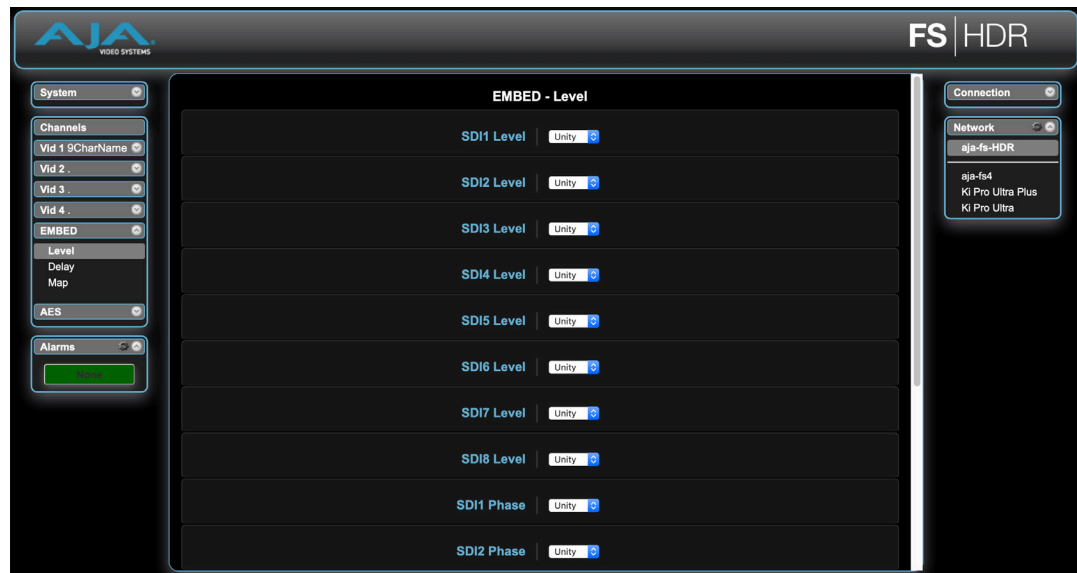 AJA
VIDEO SYSTEMS
FS|HDR
System
Channels
Vid 1 9CharName
Vid 2 .
Vid 3 .
Vid 4 .
EMBED
Level
Delay
Map
AES
Alarms
None
EMBED - Level
SDI1 Level Unity
SDI2 Level Unity
SDI3 Level Unity
SDI4 Level Unity
SDI5 Level Unity
SDI6 Level Unity
SDI7 Level Unity
SDI8 Level Unity
SDI1 Phase Unity
SDI2 Phase Unity
Connection
Network
aja-fs-HDR
aja-fs4
Ki Pro Ultra Plus
Ki Pro Ultra